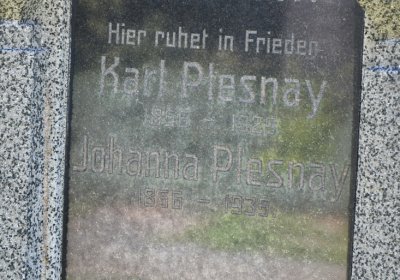 Hier ruhet in Frieden
Karl Plesnay
Johanna Plesnay